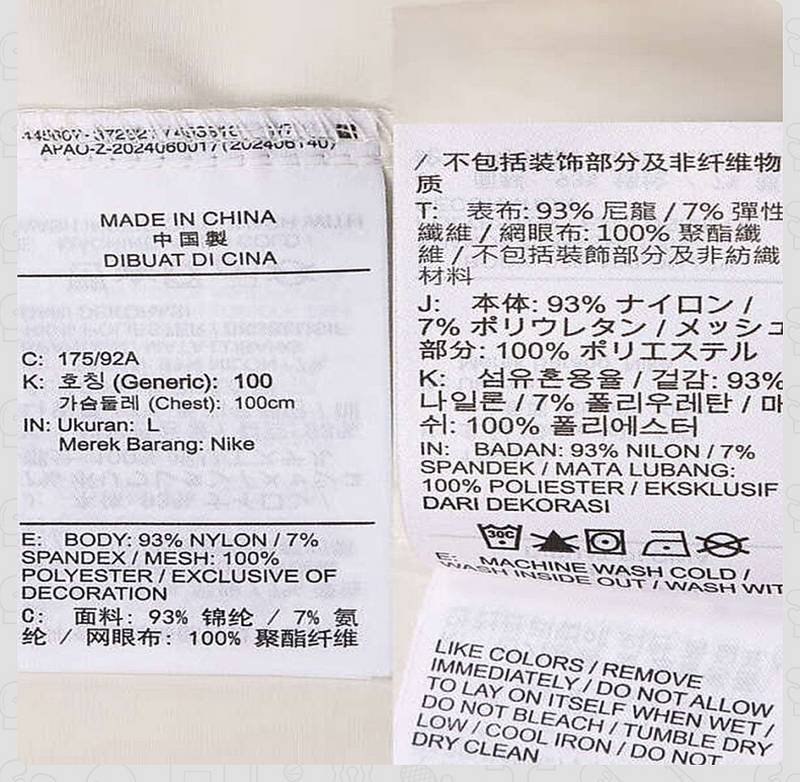 APAO-Z-2024060017 (202406140)
MADE IN CHINA
中国製
DIBUAT DI CINA
C: 175/92A
K: 호칭 (Generic): 100
가슴둘레 (Chest): 100cm
IN: Ukuran: L
Merek Barang: Nike
E: BODY: 93% NYLON / 7%
SPANDEX / MESH: 100%
POLYESTER / EXCLUSIVE OF
DECORATION
C: 面料: 93% 锦纶 / 7% 氨
纶 / 网眼布: 100% 聚酯纤维
/ 不包括装饰部分及非纤维物
质
T: 表布: 93% 尼龍 / 7% 彈性
纖維 / 網眼布: 100% 聚酯纖
維 / 不包括裝飾部分及非紡織
材料
J: 本体: 93% ナイロン /
7% ポリウレタン / メッシュ
部分: 100% ポリエステル
K: 섬유혼용율 / 겉감: 93%
나일론 / 7% 폴리우레탄 / 매
쉬: 100% 폴리에스터
IN: BADAN: 93% NILON / 7%
SPANDEK / MATA LUBANG:
100% POLIESTER / EKSKLUSIF
DARI DEKORASI
30C
E: MACHINE WASH COLD /
WASH INSIDE OUT / WASH WIT
LIKE COLORS / REMOVE
IMMEDIATELY / DO NOT ALLOW
TO LAY ON ITSELF WHEN WET /
DO NOT BLEACH / TUMBLE DRY
LOW / COOL IRON / DO NOT
DRY CLEAN